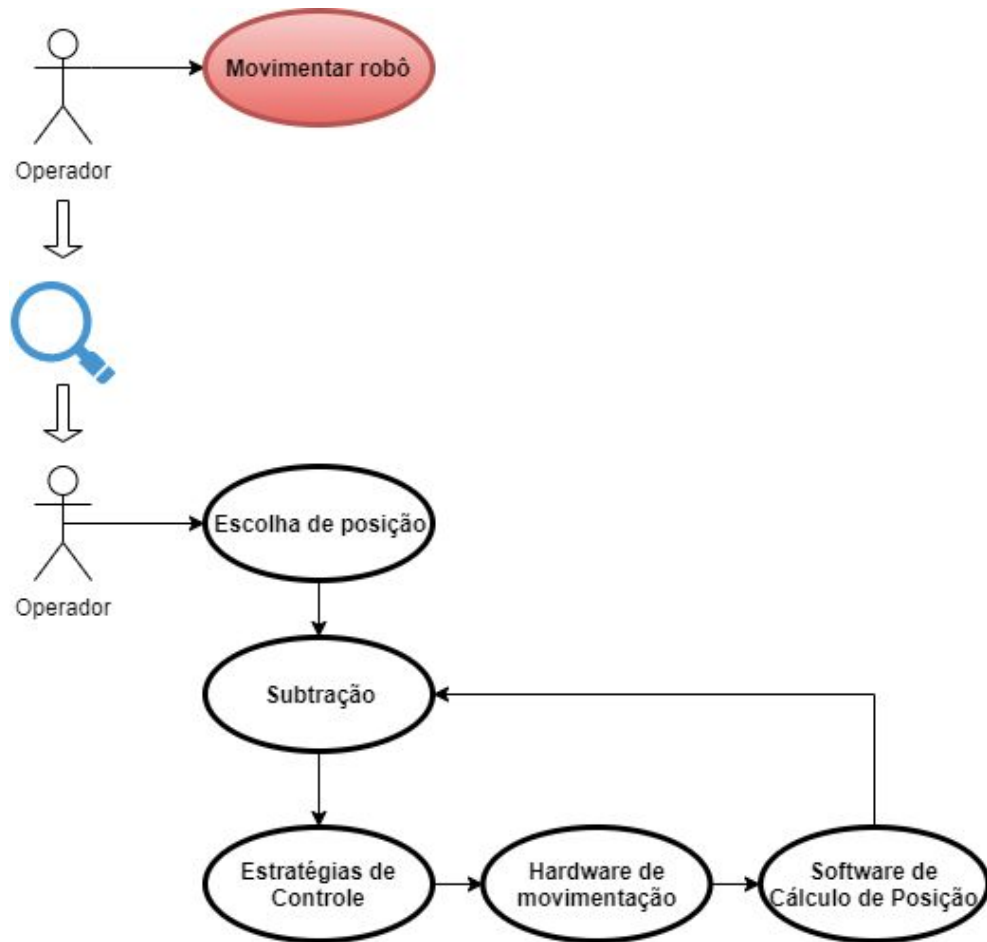 Movimentar robô
Operador
Escolha de posição
Operador
Subtração
Estratégias de
Controle
Hardware de
movimentação
Software de
Cálculo de Posição